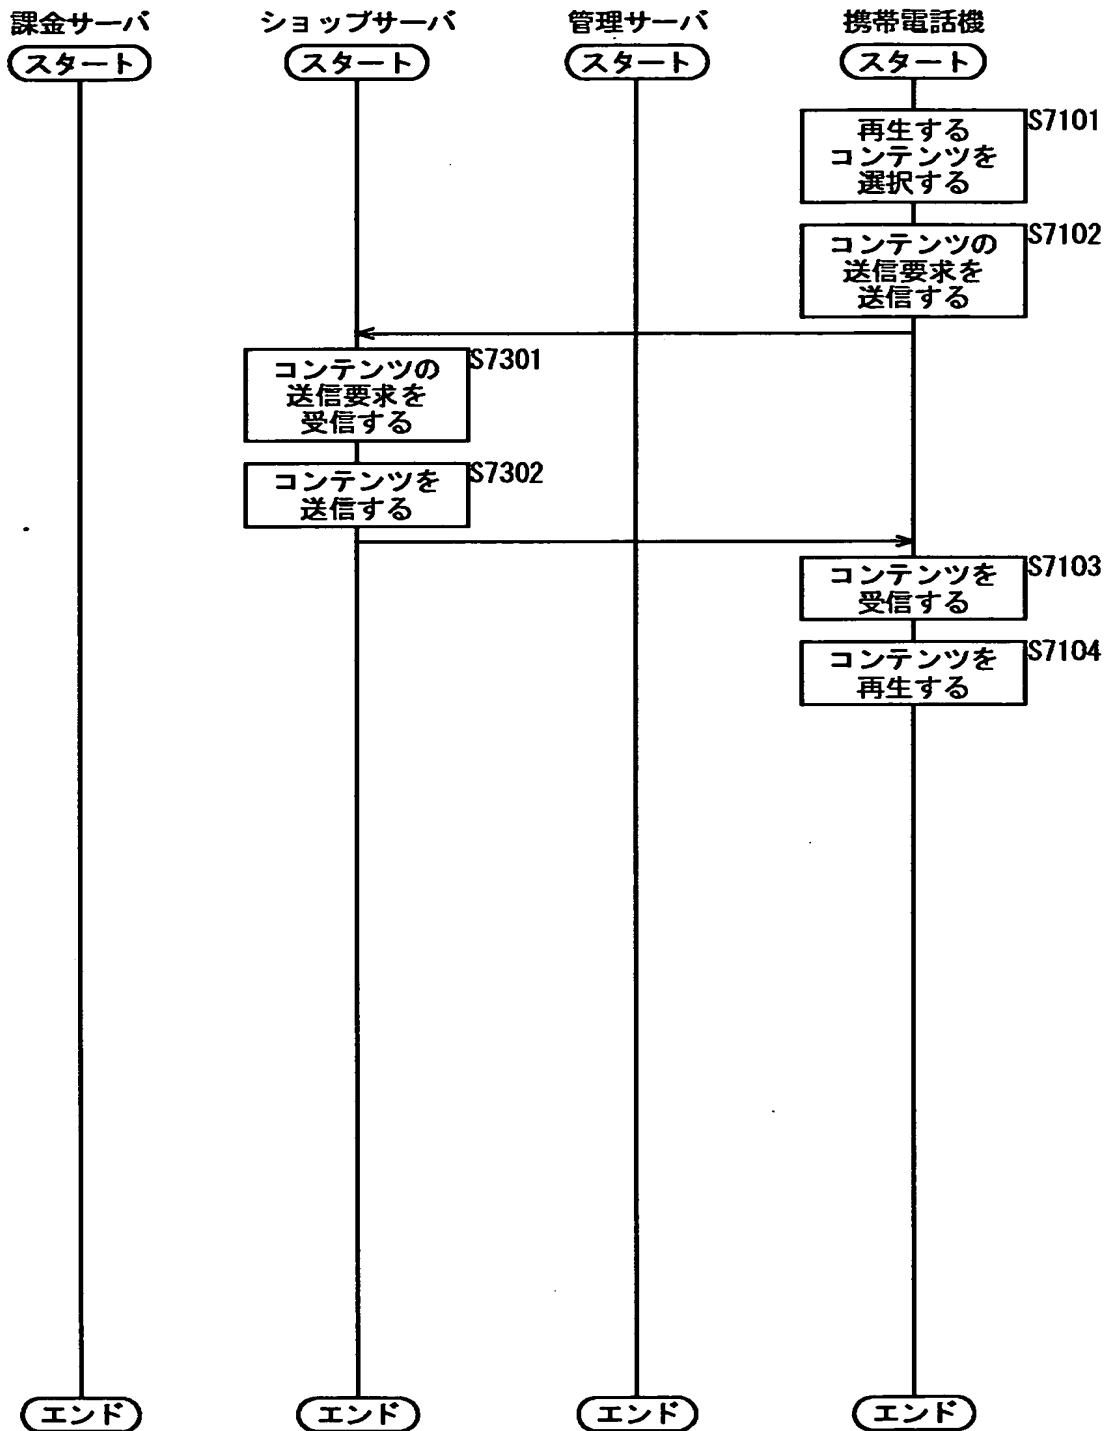 課金サーバ
ショップサーバ
管理サーバ
携帯電話機
スタート
スタート
スタート
スタート
再生する
コンテンツを
選択する
S7101
コンテンツの
送信要求を
送信する
S7102
コンテンツの
送信要求を
受信する
S7301
コンテンツを
送信する
S7302
コンテンツを
受信する
S7103
コンテンツを
再生する
S7104
エンド
エンド
エンド
エンド